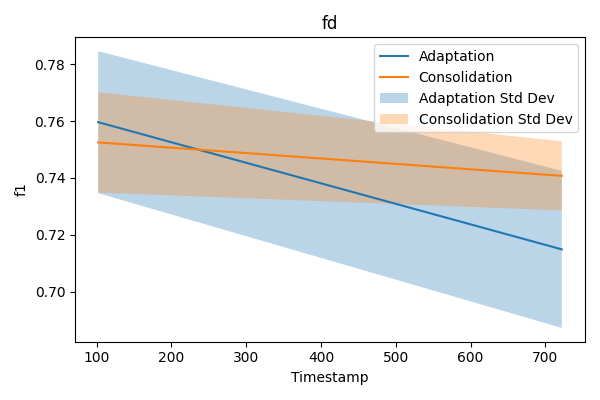 fd
Adaptation
Consolidation
Adaptation Std Dev
Consolidation Std Dev
f1
0.78
0.76
0.74
0.72
0.70
100 200 300 400 500 600 700
Timestamp